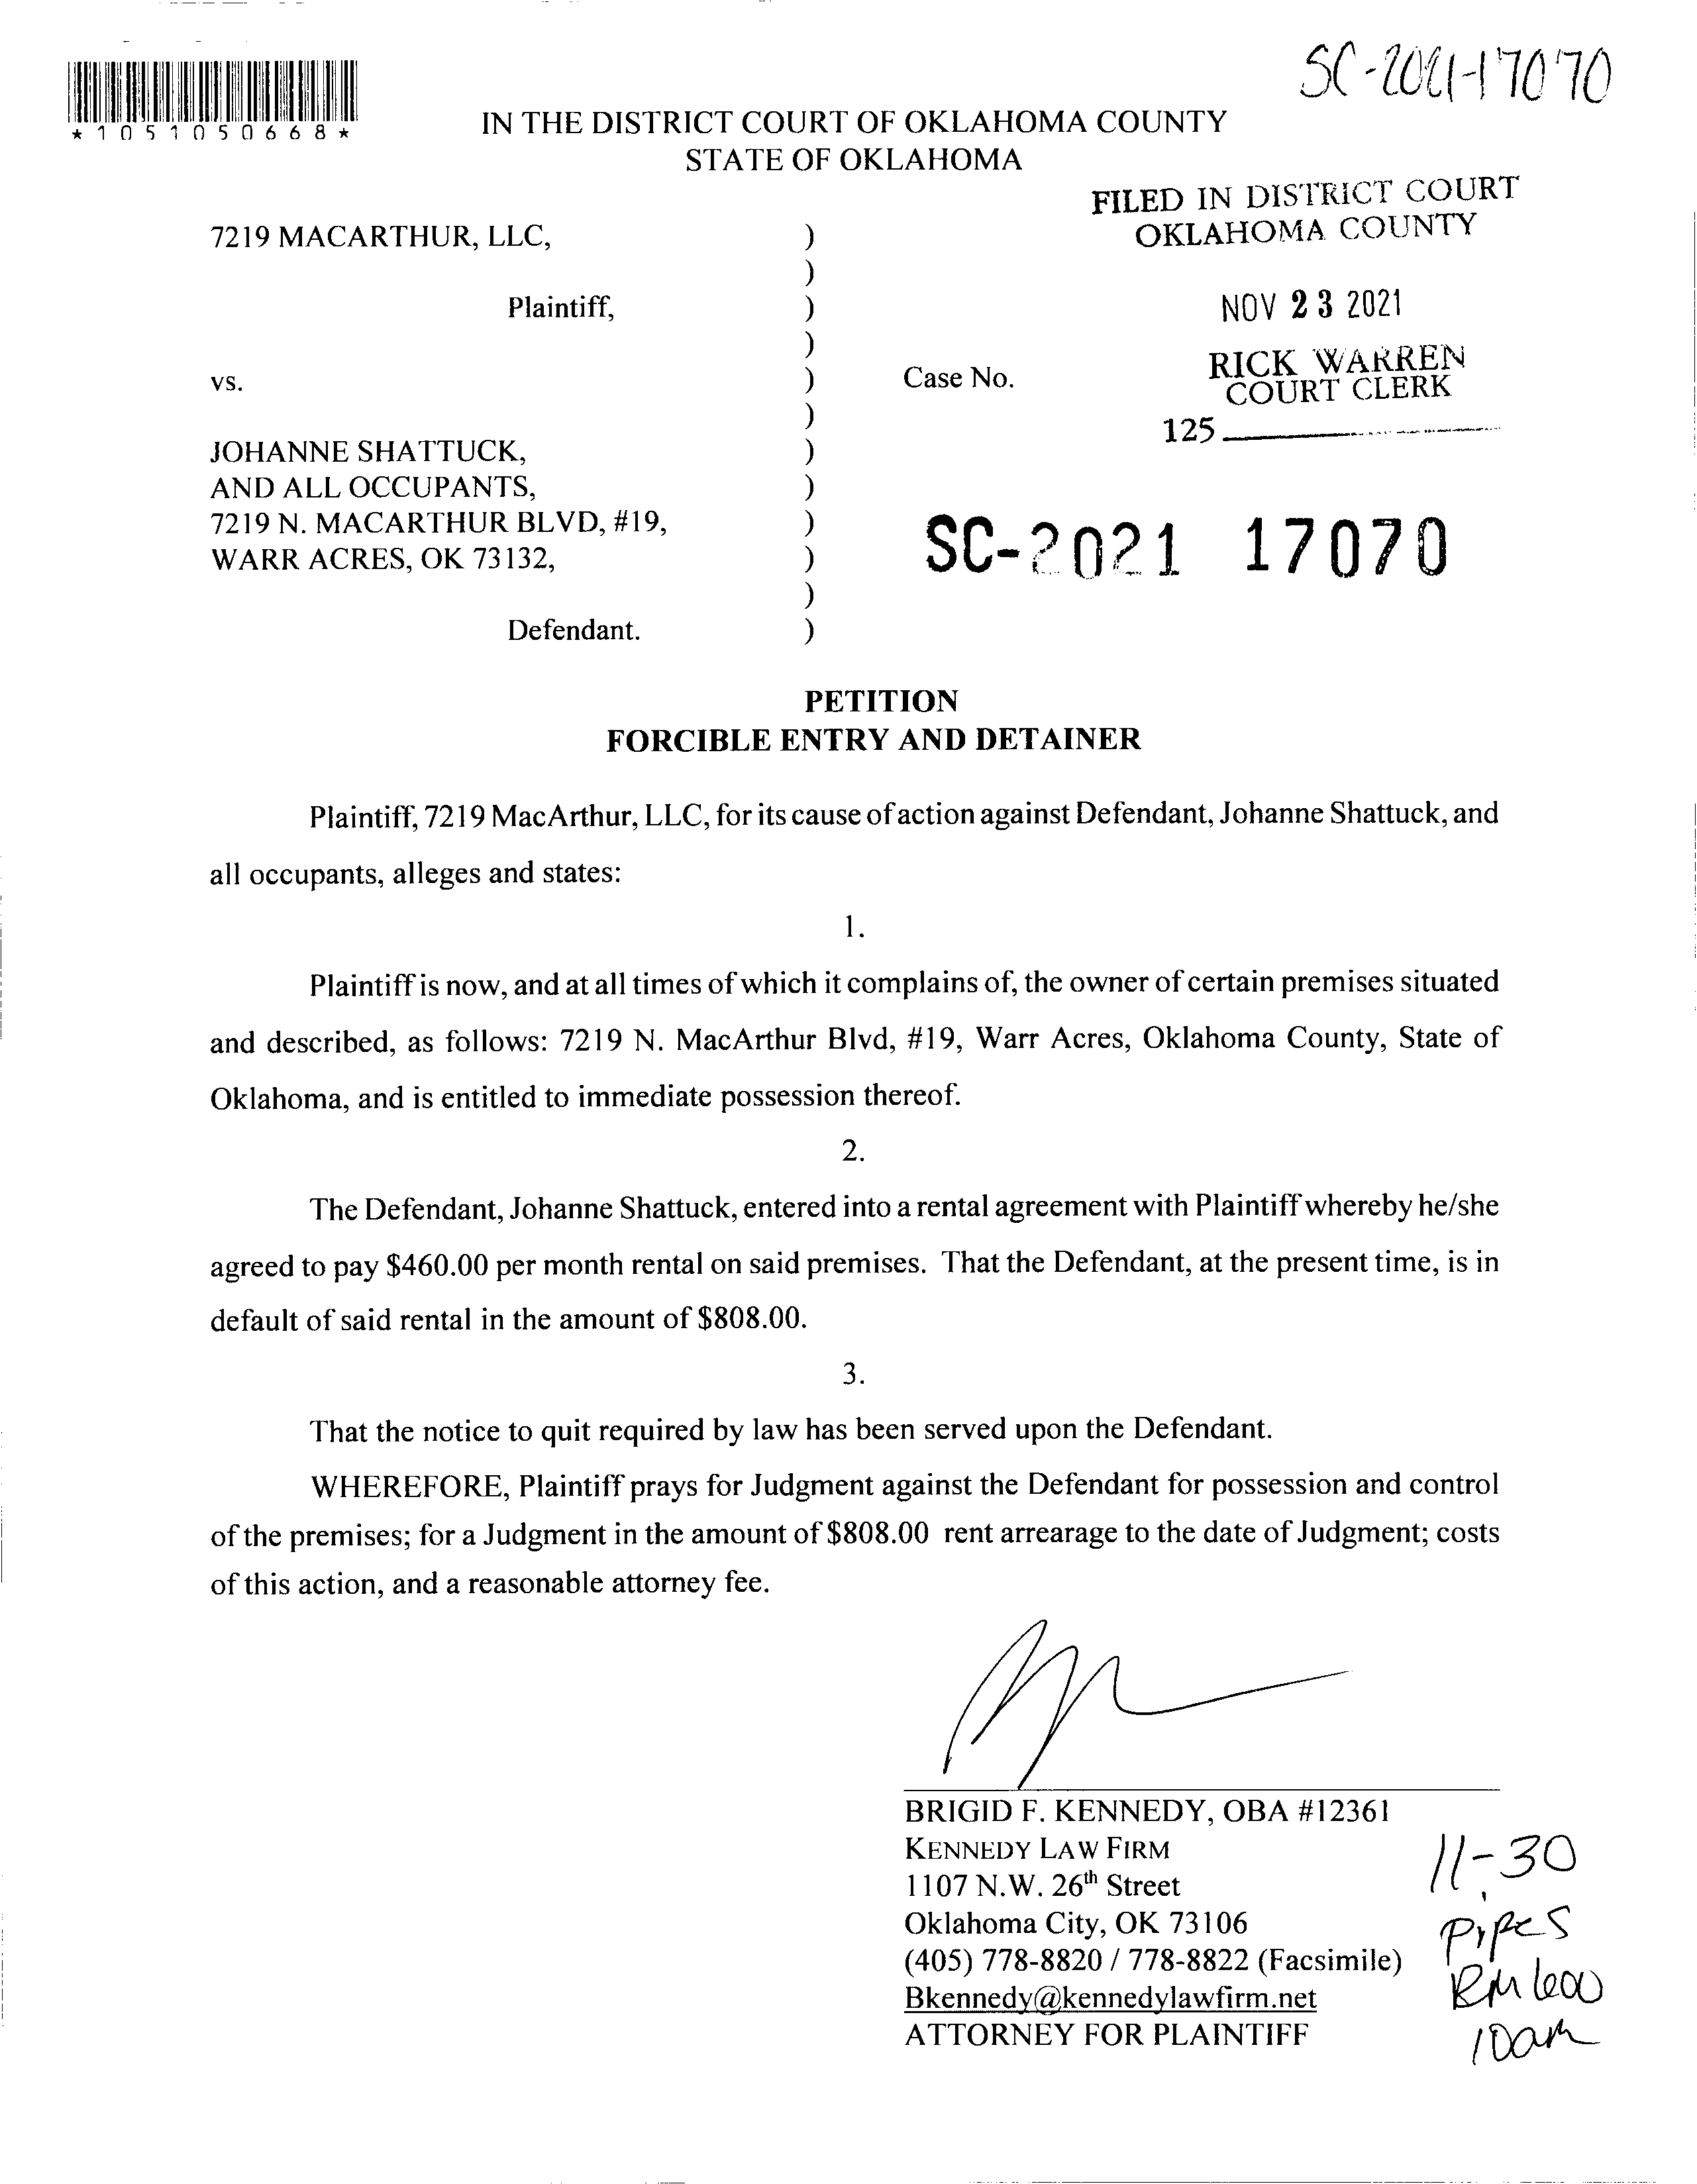 SC-2021-17070
*1051050668*
IN THE DISTRICT COURT OF OKLAHOMA COUNTY
STATE OF OKLAHOMA
FILED IN DISTRICT COURT
OKLAHOMA COUNTY
7219 MACARTHUR, LLC, )
)
Plaintiff, )
NOV 23 2021
)
RICK WARREN
COURT CLERK
vs. ) Case No.
)
125
JOHANNE SHATTUCK, )
AND ALL OCCUPANTS, )
7219 N. MACARTHUR BLVD, #19, )
WARR ACRES, OK 73132, )
SC-2021 17070
)
Defendant. )
PETITION
FORCIBLE ENTRY AND DETAINER
Plaintiff, 7219 MacArthur, LLC, for its cause of action against Defendant, Johanne Shattuck, and
all occupants, alleges and states:
1.
Plaintiff is now, and at all times of which it complains of, the owner of certain premises situated
and described, as follows: 7219 N. MacArthur Blvd, #19, Warr Acres, Oklahoma County, State of
Oklahoma, and is entitled to immediate possession thereof.
2.
The Defendant, Johanne Shattuck, entered into a rental agreement with Plaintiff whereby he/she
agreed to pay $460.00 per month rental on said premises. That the Defendant, at the present time, is in
default of said rental in the amount of $808.00.
3.
That the notice to quit required by law has been served upon the Defendant.
WHEREFORE, Plaintiff prays for Judgment against the Defendant for possession and control
of the premises; for a Judgment in the amount of $808.00 rent arrearage to the date of Judgment; costs
of this action, and a reasonable attorney fee.
BRIGID F. KENNEDY, OBA #12361
KENNEDY LAW FIRM
1107 N.W. 26th Street
Oklahoma City, OK 73106
(405) 778-8820 / 778-8822 (Facsimile)
Bkennedy@kennedylawfirm.net
ATTORNEY FOR PLAINTIFF
11-30
Pipes
RM
10am